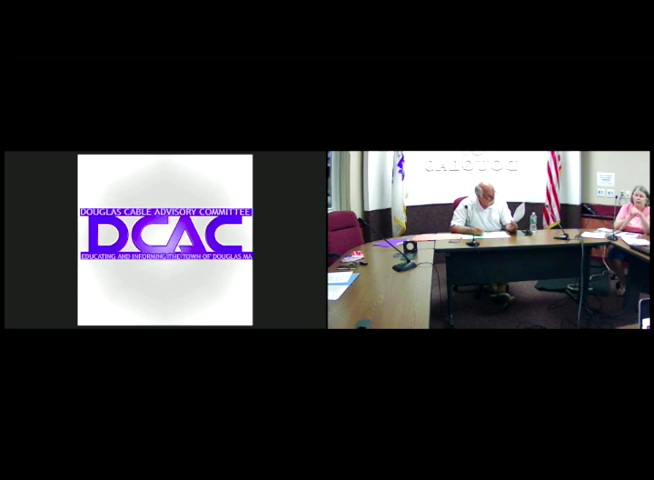 DOUGLAS CABLE ADVISORY COMMITTEE
DCAC
EDUCATING AND INFORMING THE TOWN OF DOUGLAS MA